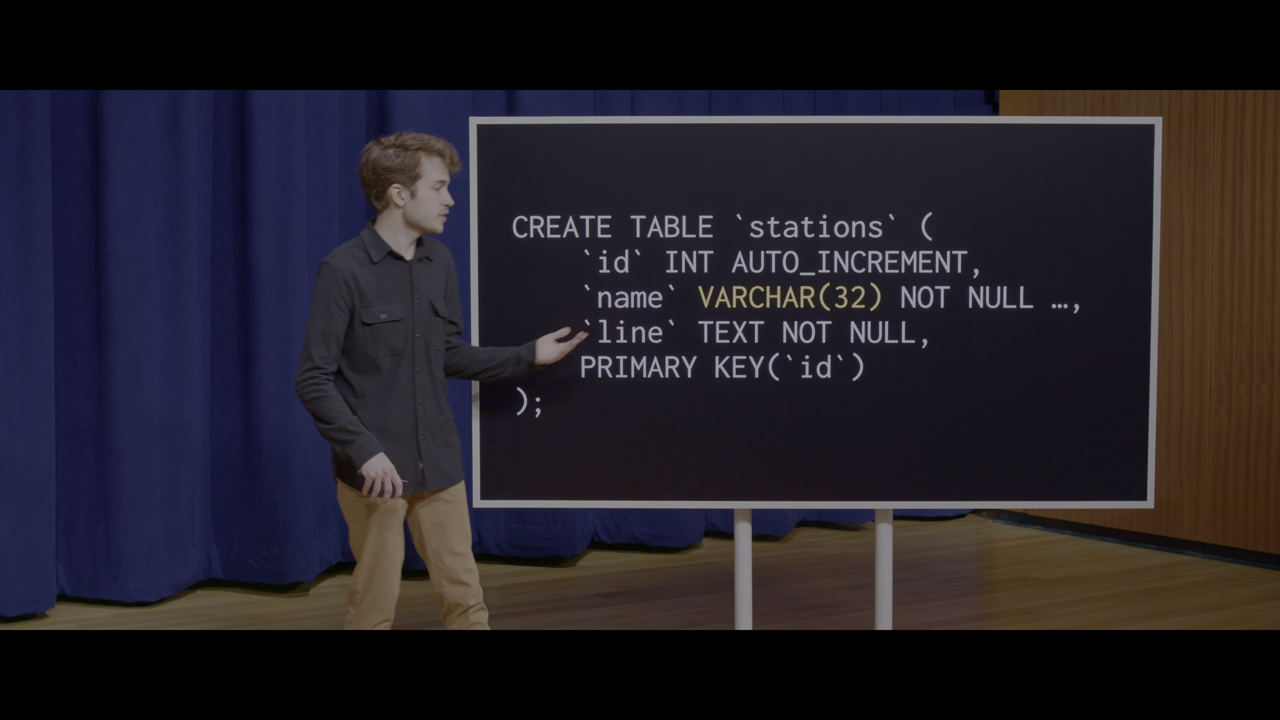 CREATE TABLE `stations` (
`id` INT AUTO_INCREMENT,
`name` VARCHAR(32) NOT NULL …,
`line` TEXT NOT NULL,
PRIMARY KEY(`id`)
);